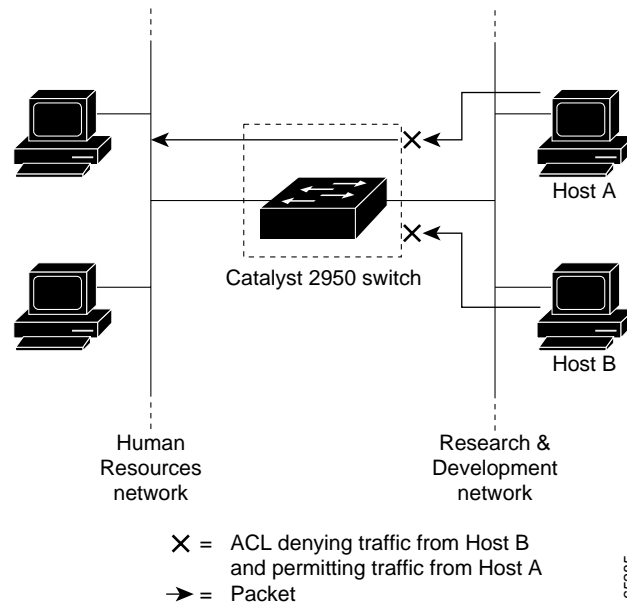 Host A
Catalyst 2950 switch
Host B
Human
Resources
network
Research &
Development
network
X = ACL denying traffic from Host B
and permitting traffic from Host A
= Packet